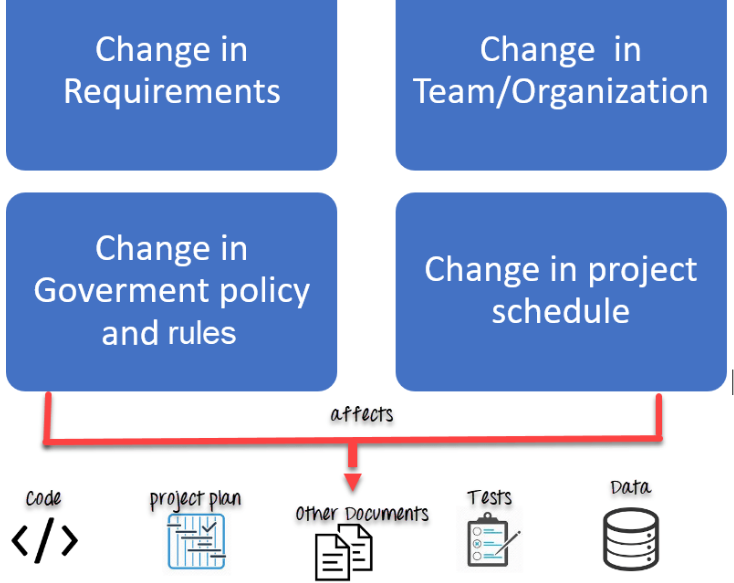 Change in
Requirements
Change in
Team/Organization
Change in
Goverment policy
and rules
Change in project
schedule
affects
code
project plan
Other Documents
Tests
Data